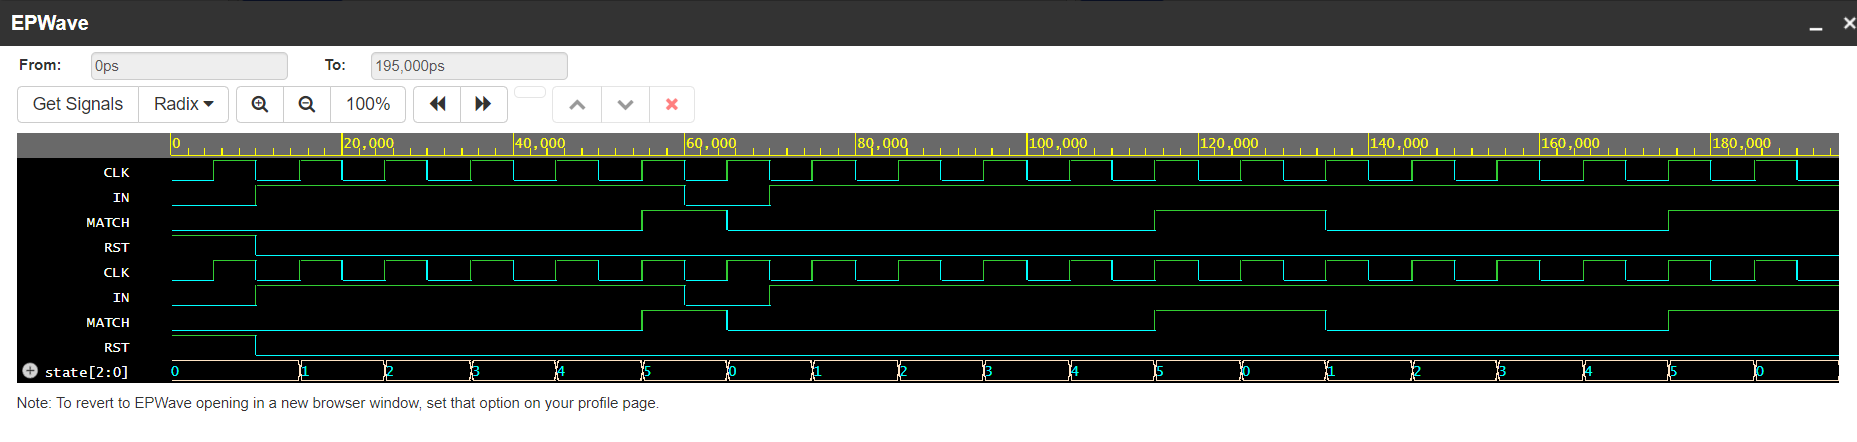 EPWave
From: 0ps To: 195,000ps
Get Signals Radix 100%
0 20,000 40,000 60,000 80,000 100,000 120,000 140,000 160,000 180,000
CLK
IN
MATCH
RST
CLK
IN
MATCH
RST
state[2:0] 0 1 2 3 4 5 0 1 2 3 4 5 0 1 2 3 4 5 0
Note: To revert to EPWave opening in a new browser window, set that option on your profile page.